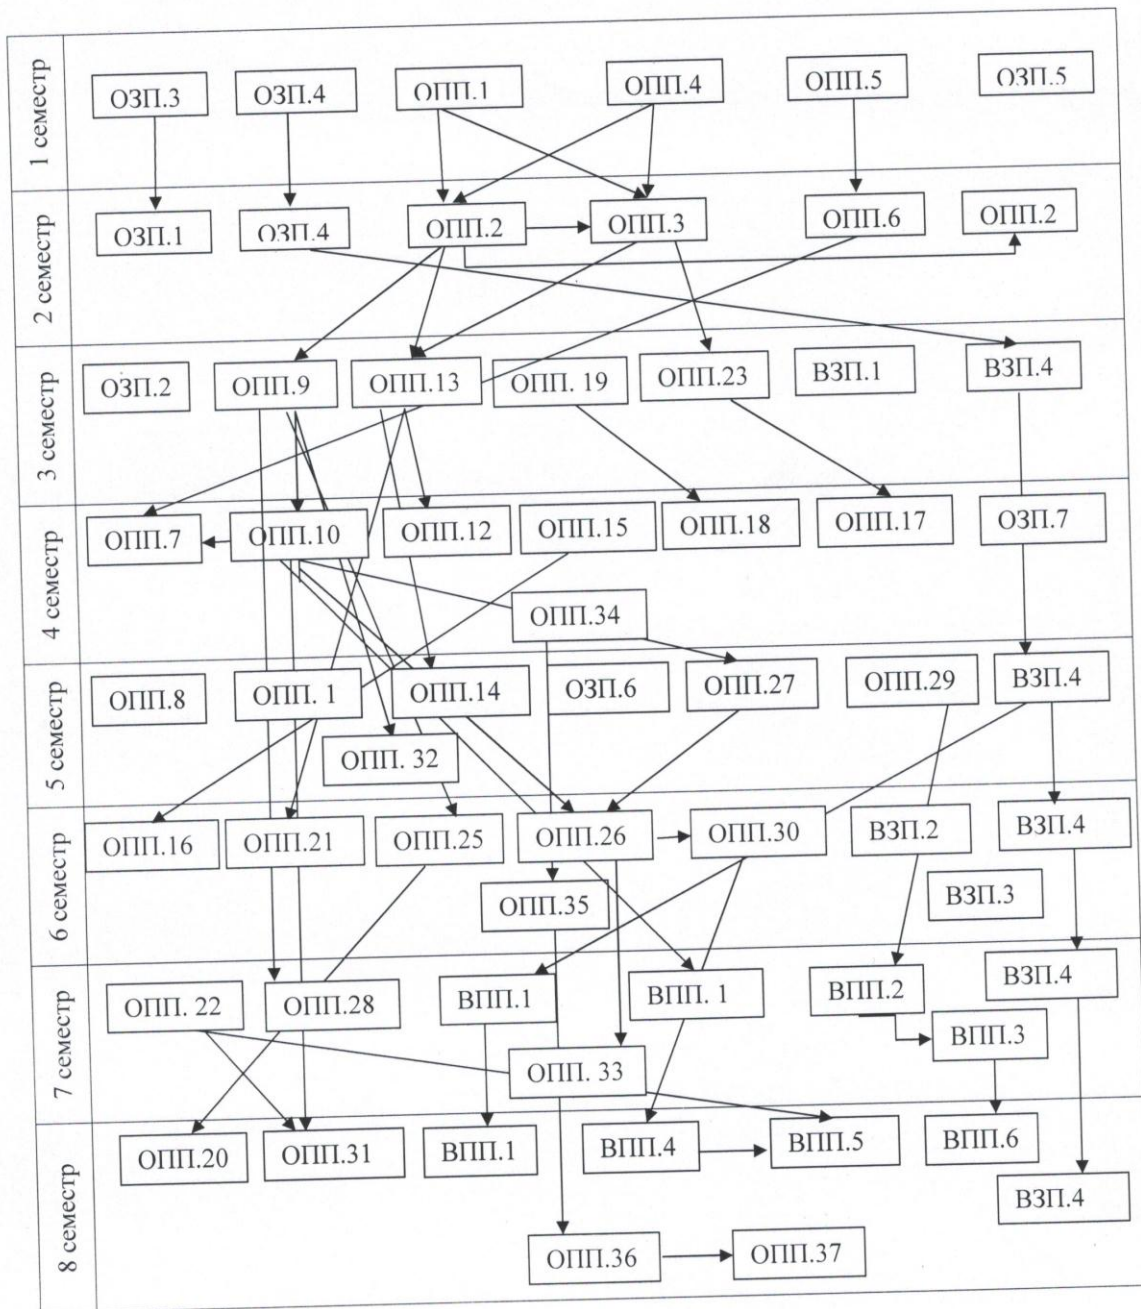 1 семестр
ОЗП.3
ОЗП.4
ОПП.1
ОПП.4
ОПП.5
ОЗП.5
2 семестр
ОЗП.1
ОЗП.4
ОПП.2
ОПП.3
ОПП.6
ОПП.2
3 семестр
ОЗП.2
ОПП.9
ОПП.13
ОПП. 19
ОПП.23
ВЗП.1
ВЗП.4
4 семестр
ОПП.7
ОПП.10
ОПП.12
ОПП.15
ОПП.18
ОПП.17
ОЗП.7
ОПП.34
5 семестр
ОПП.8
ОПП. 1
ОПП.14
ОЗП.6
ОПП.27
ОПП.29
ВЗП.4
ОПП. 32
6 семестр
ОПП.16
ОПП.21
ОПП.25
ОПП.26
ОПП.30
ВЗП.2
ВЗП.4
ОПП.35
ВЗП.3
7 семестр
ОПП. 22
ОПП.28
ВПП.1
ВПП. 1
ВПП.2
ВЗП.4
ВПП.3
ОПП. 33
8 семестр
ОПП.20
ОПП.31
ВПП.1
ВПП.4
ВПП.5
ВПП.6
ВЗП.4
ОПП.36
ОПП.37